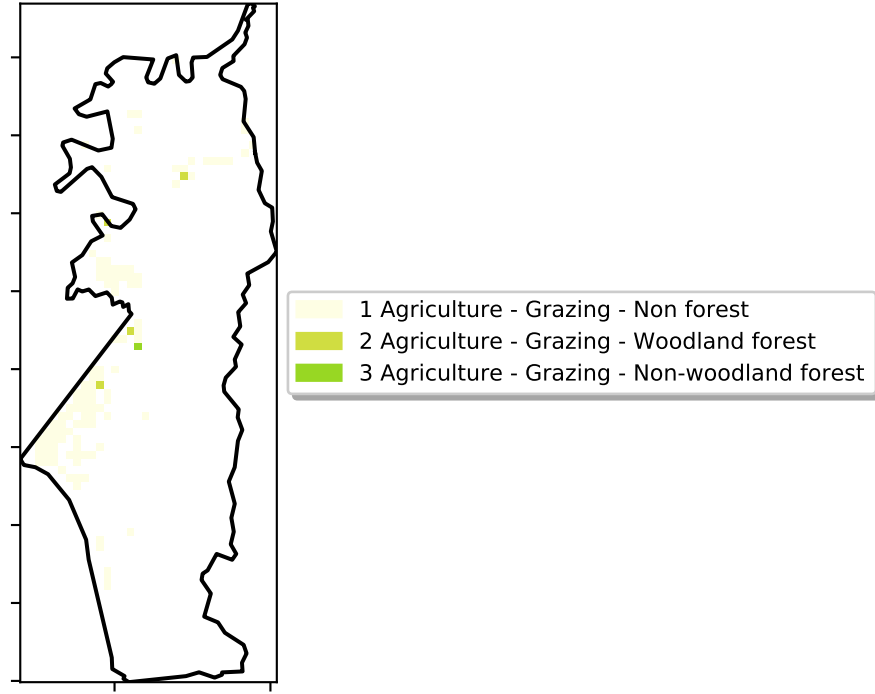 1 Agriculture - Grazing - Non forest
2 Agriculture - Grazing - Woodland forest
3 Agriculture - Grazing - Non-woodland forest